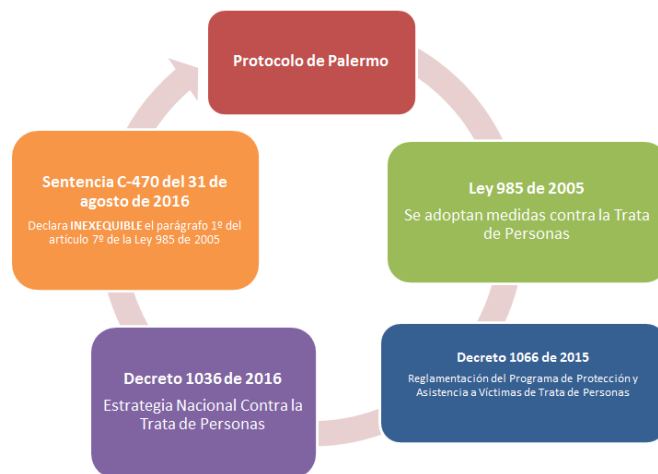 Protocolo de Palermo
Ley 985 de 2005
Se adoptan medidas contra la Trata
de Personas
Decreto 1066 de 2015
Reglamentación del Programa de Protección y
Asistencia a Víctimas de Trata de Personas
Decreto 1036 de 2016
Estrategia Nacional Contra la
Trata de Personas
Sentencia C-470 del 31 de
agosto de 2016
Declara INEXEQUIBLE el parágrafo 1º del
artículo 7º de la Ley 985 de 2005